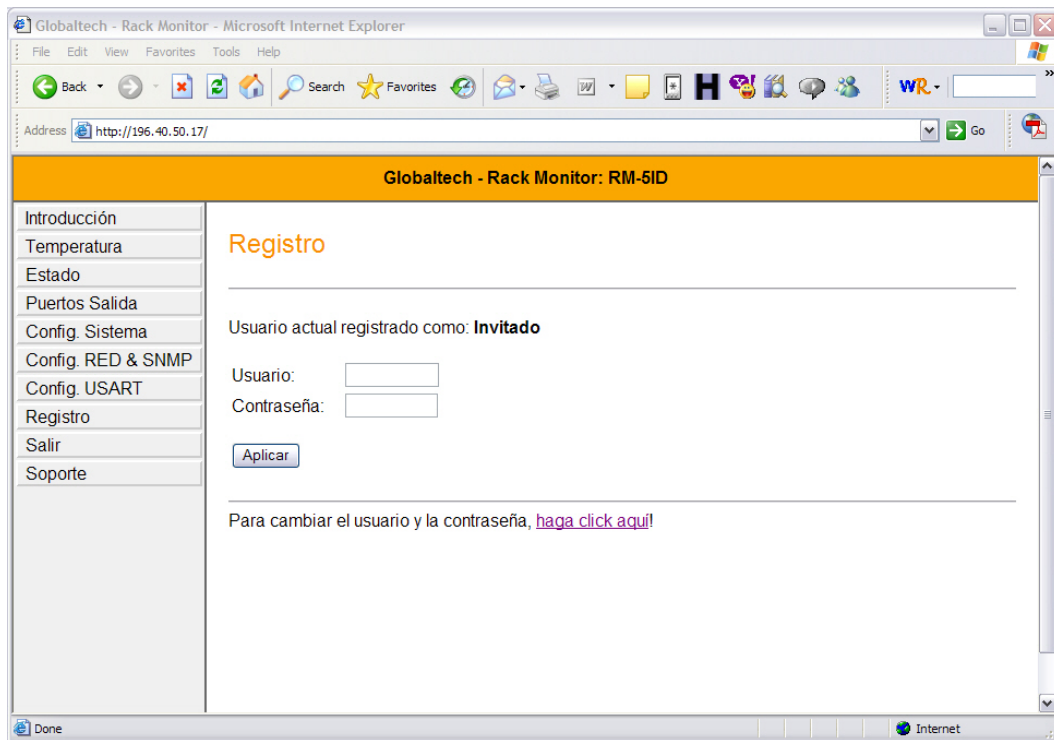 Globaltech - Rack Monitor - Microsoft Internet Explorer
File Edit View Favorites Tools Help
Back Search Favorites W H WR - »
Address http://196.40.50.17/ Go
Globaltech - Rack Monitor: RM-5ID
Introducción
Temperatura
Estado
Puertos Salida
Config. Sistema
Config. RED & SNMP
Config. USART
Registro
Salir
Soporte
Registro
Usuario actual registrado como: Invitado
Usuario:
Contraseña:
Aplicar
Para cambiar el usuario y la contraseña, haga click aquí!
Done Internet